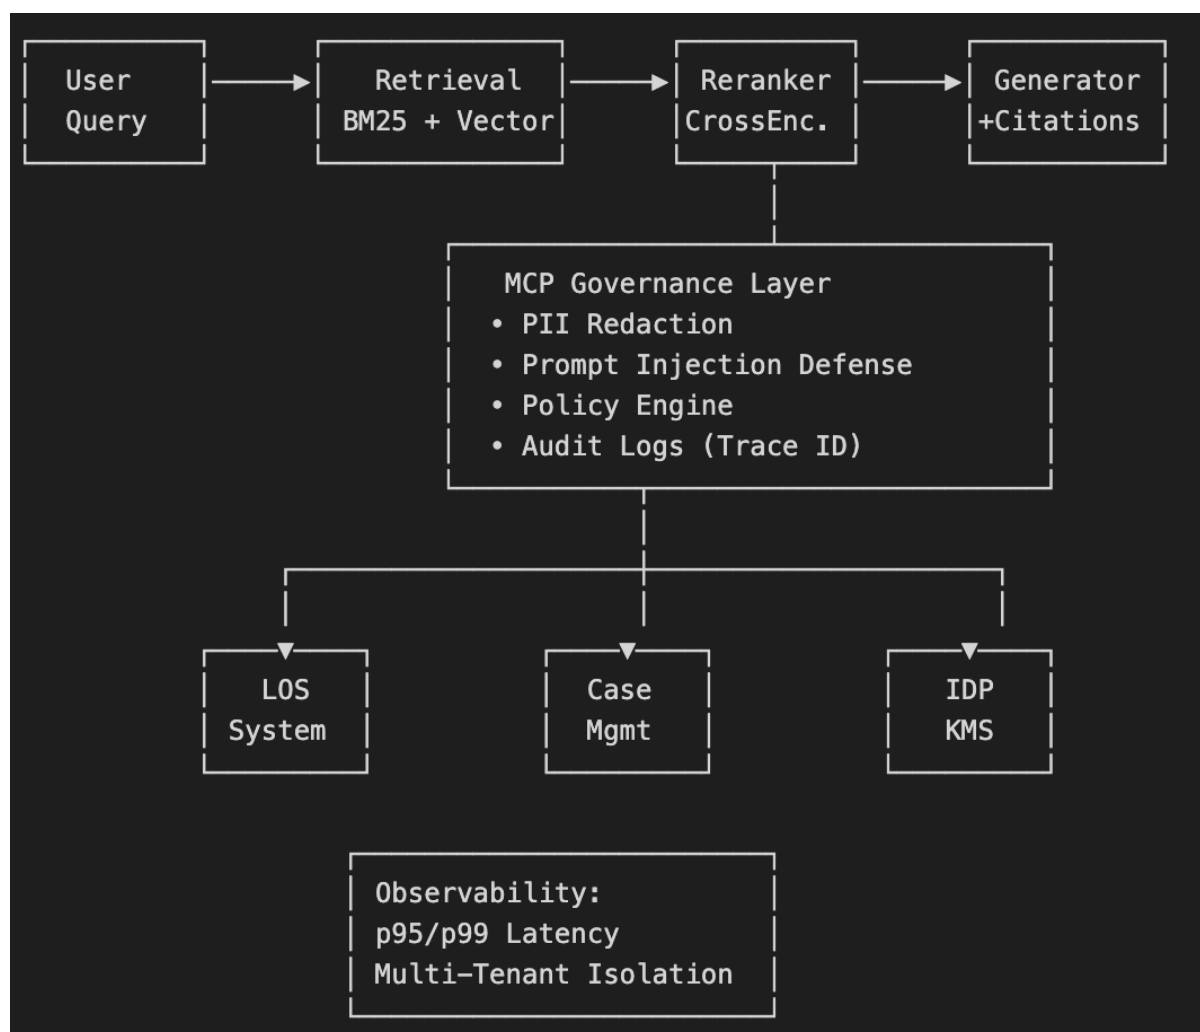 User
Query
Retrieval
BM25 + Vector
Reranker
CrossEnc.
Generator
+Citations
MCP Governance Layer
• PII Redaction
• Prompt Injection Defense
• Policy Engine
• Audit Logs (Trace ID)
LOS
System
Case
Mgmt
IDP
KMS
Observability:
p95/p99 Latency
Multi-Tenant Isolation